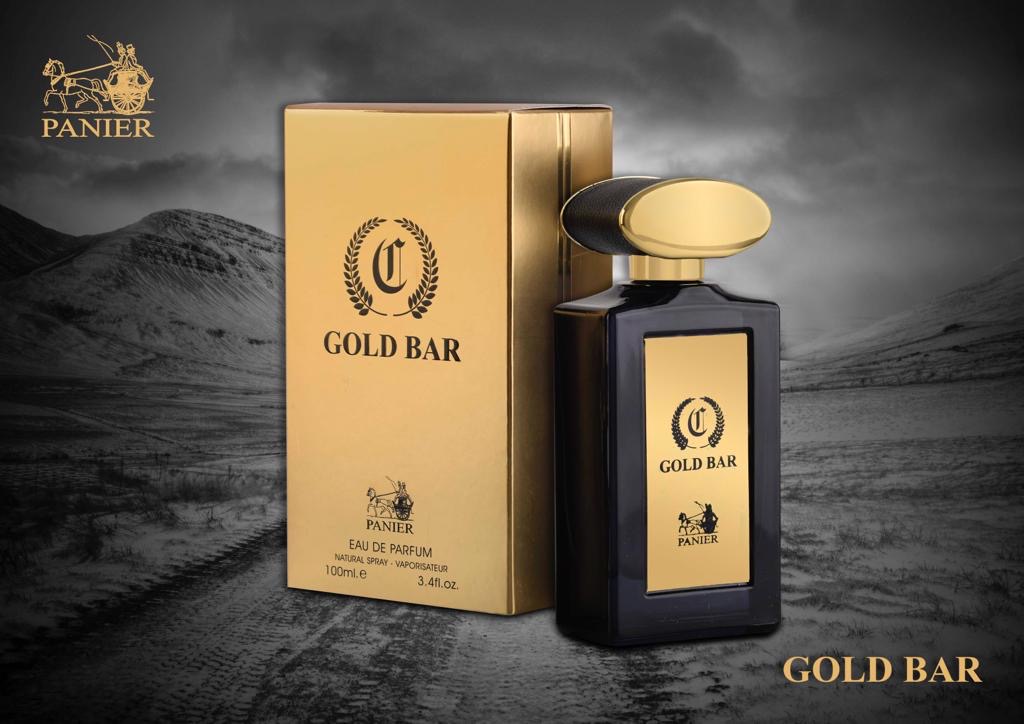 PANIER
C
GOLD BAR
PANIER
EAU DE PARFUM
NATURAL SPRAY - VAPORISATEUR
100ml.e 3.4fl.oz.
C
GOLD BAR
PANIER
GOLD BAR